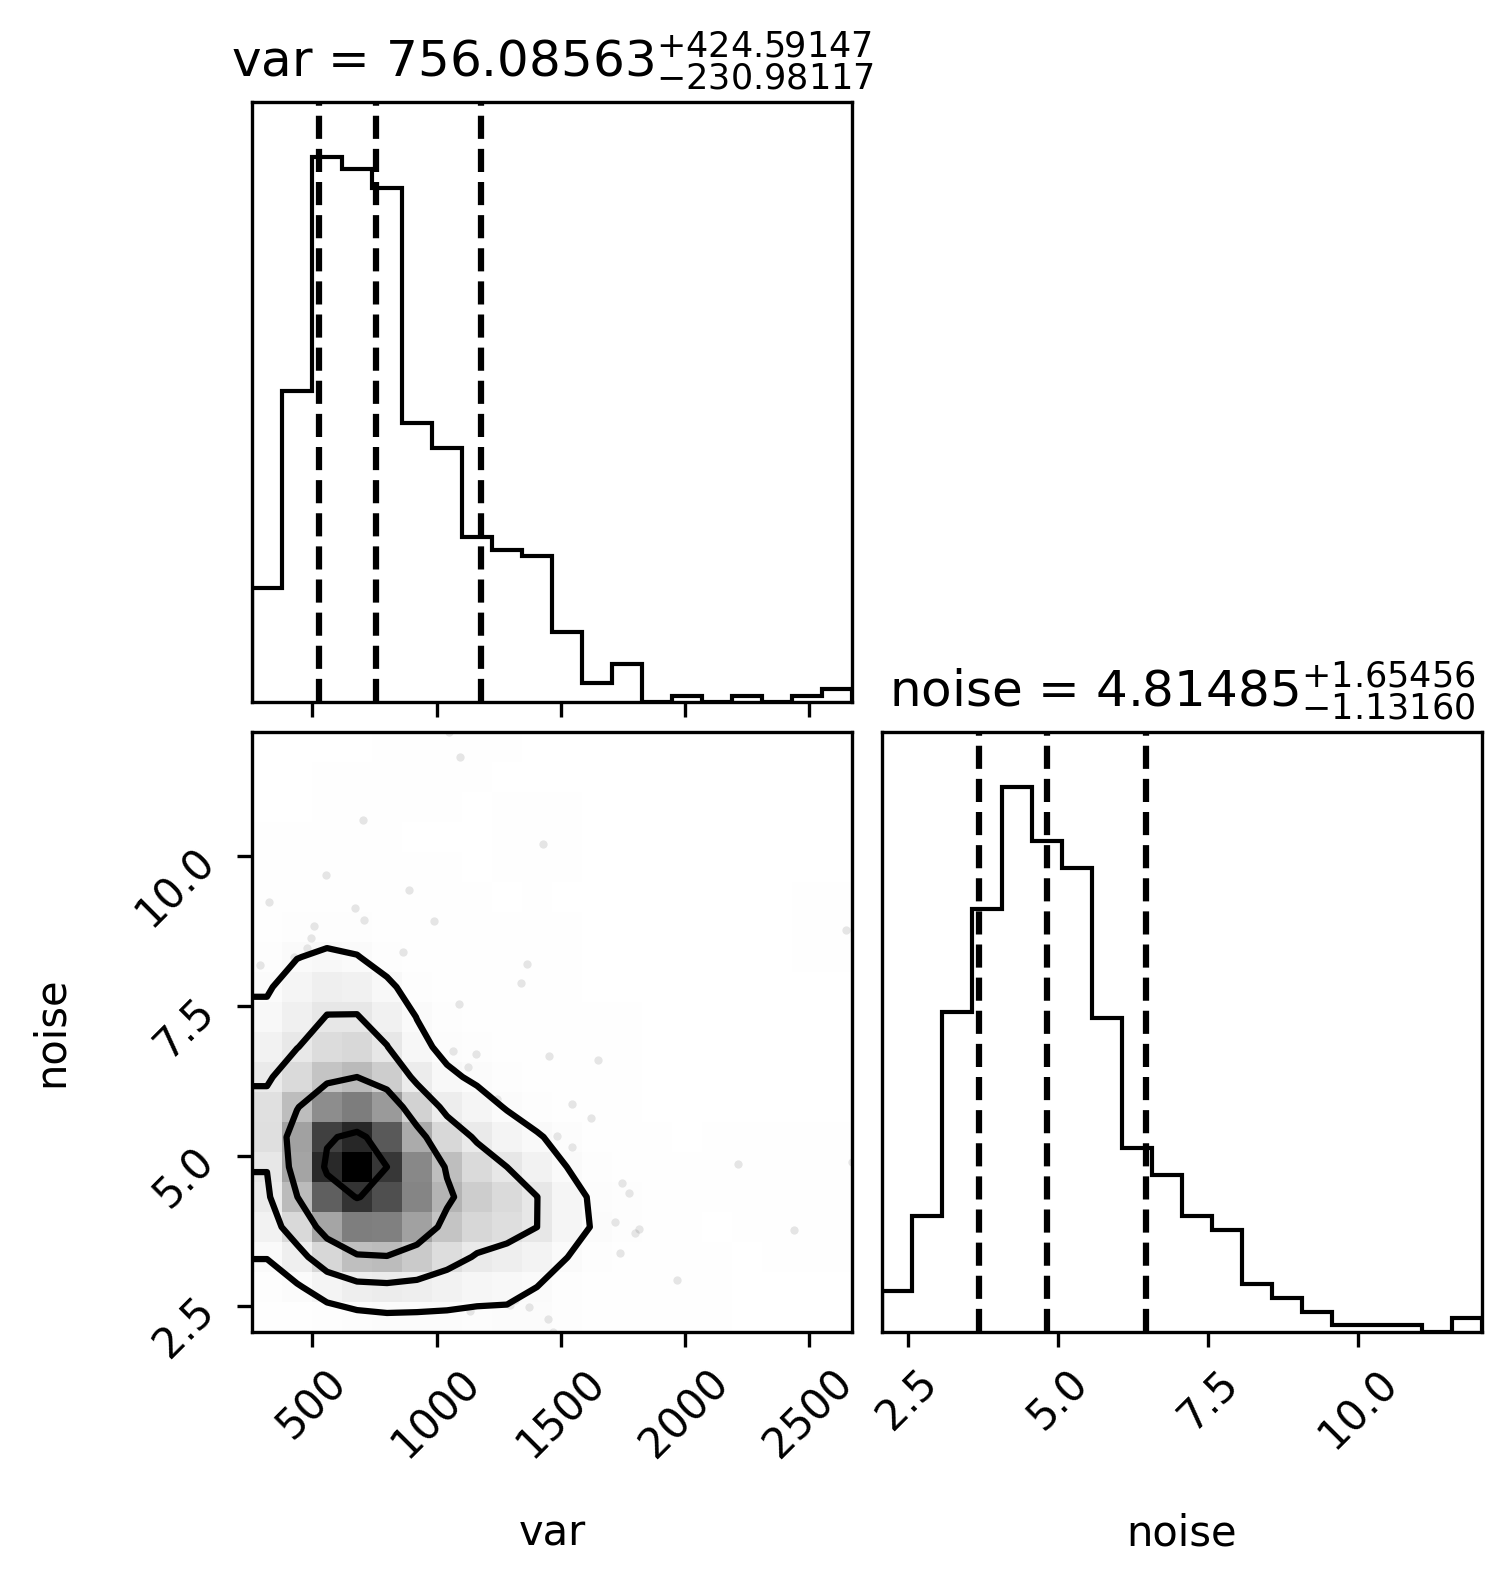 var = 756.08563+424.59147−230.98117
noise = 4.81485+1.65456−1.13160
noise
10.0
7.5
5.0
2.5
500 1000 1500 2000 2500
2.5 5.0 7.5 10.0
var
noise